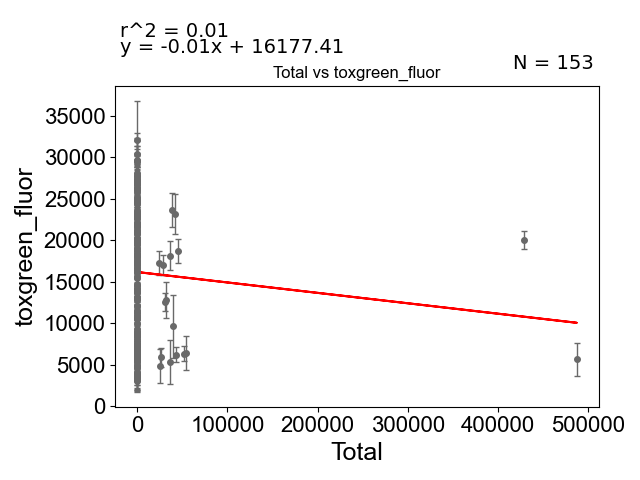 r^2 = 0.01
y = -0.01x + 16177.41
N = 153
Total vs toxgreen_fluor
35000
30000
25000
20000
15000
10000
5000
0
toxgreen_fluor
0 100000 200000 300000 400000 500000
Total